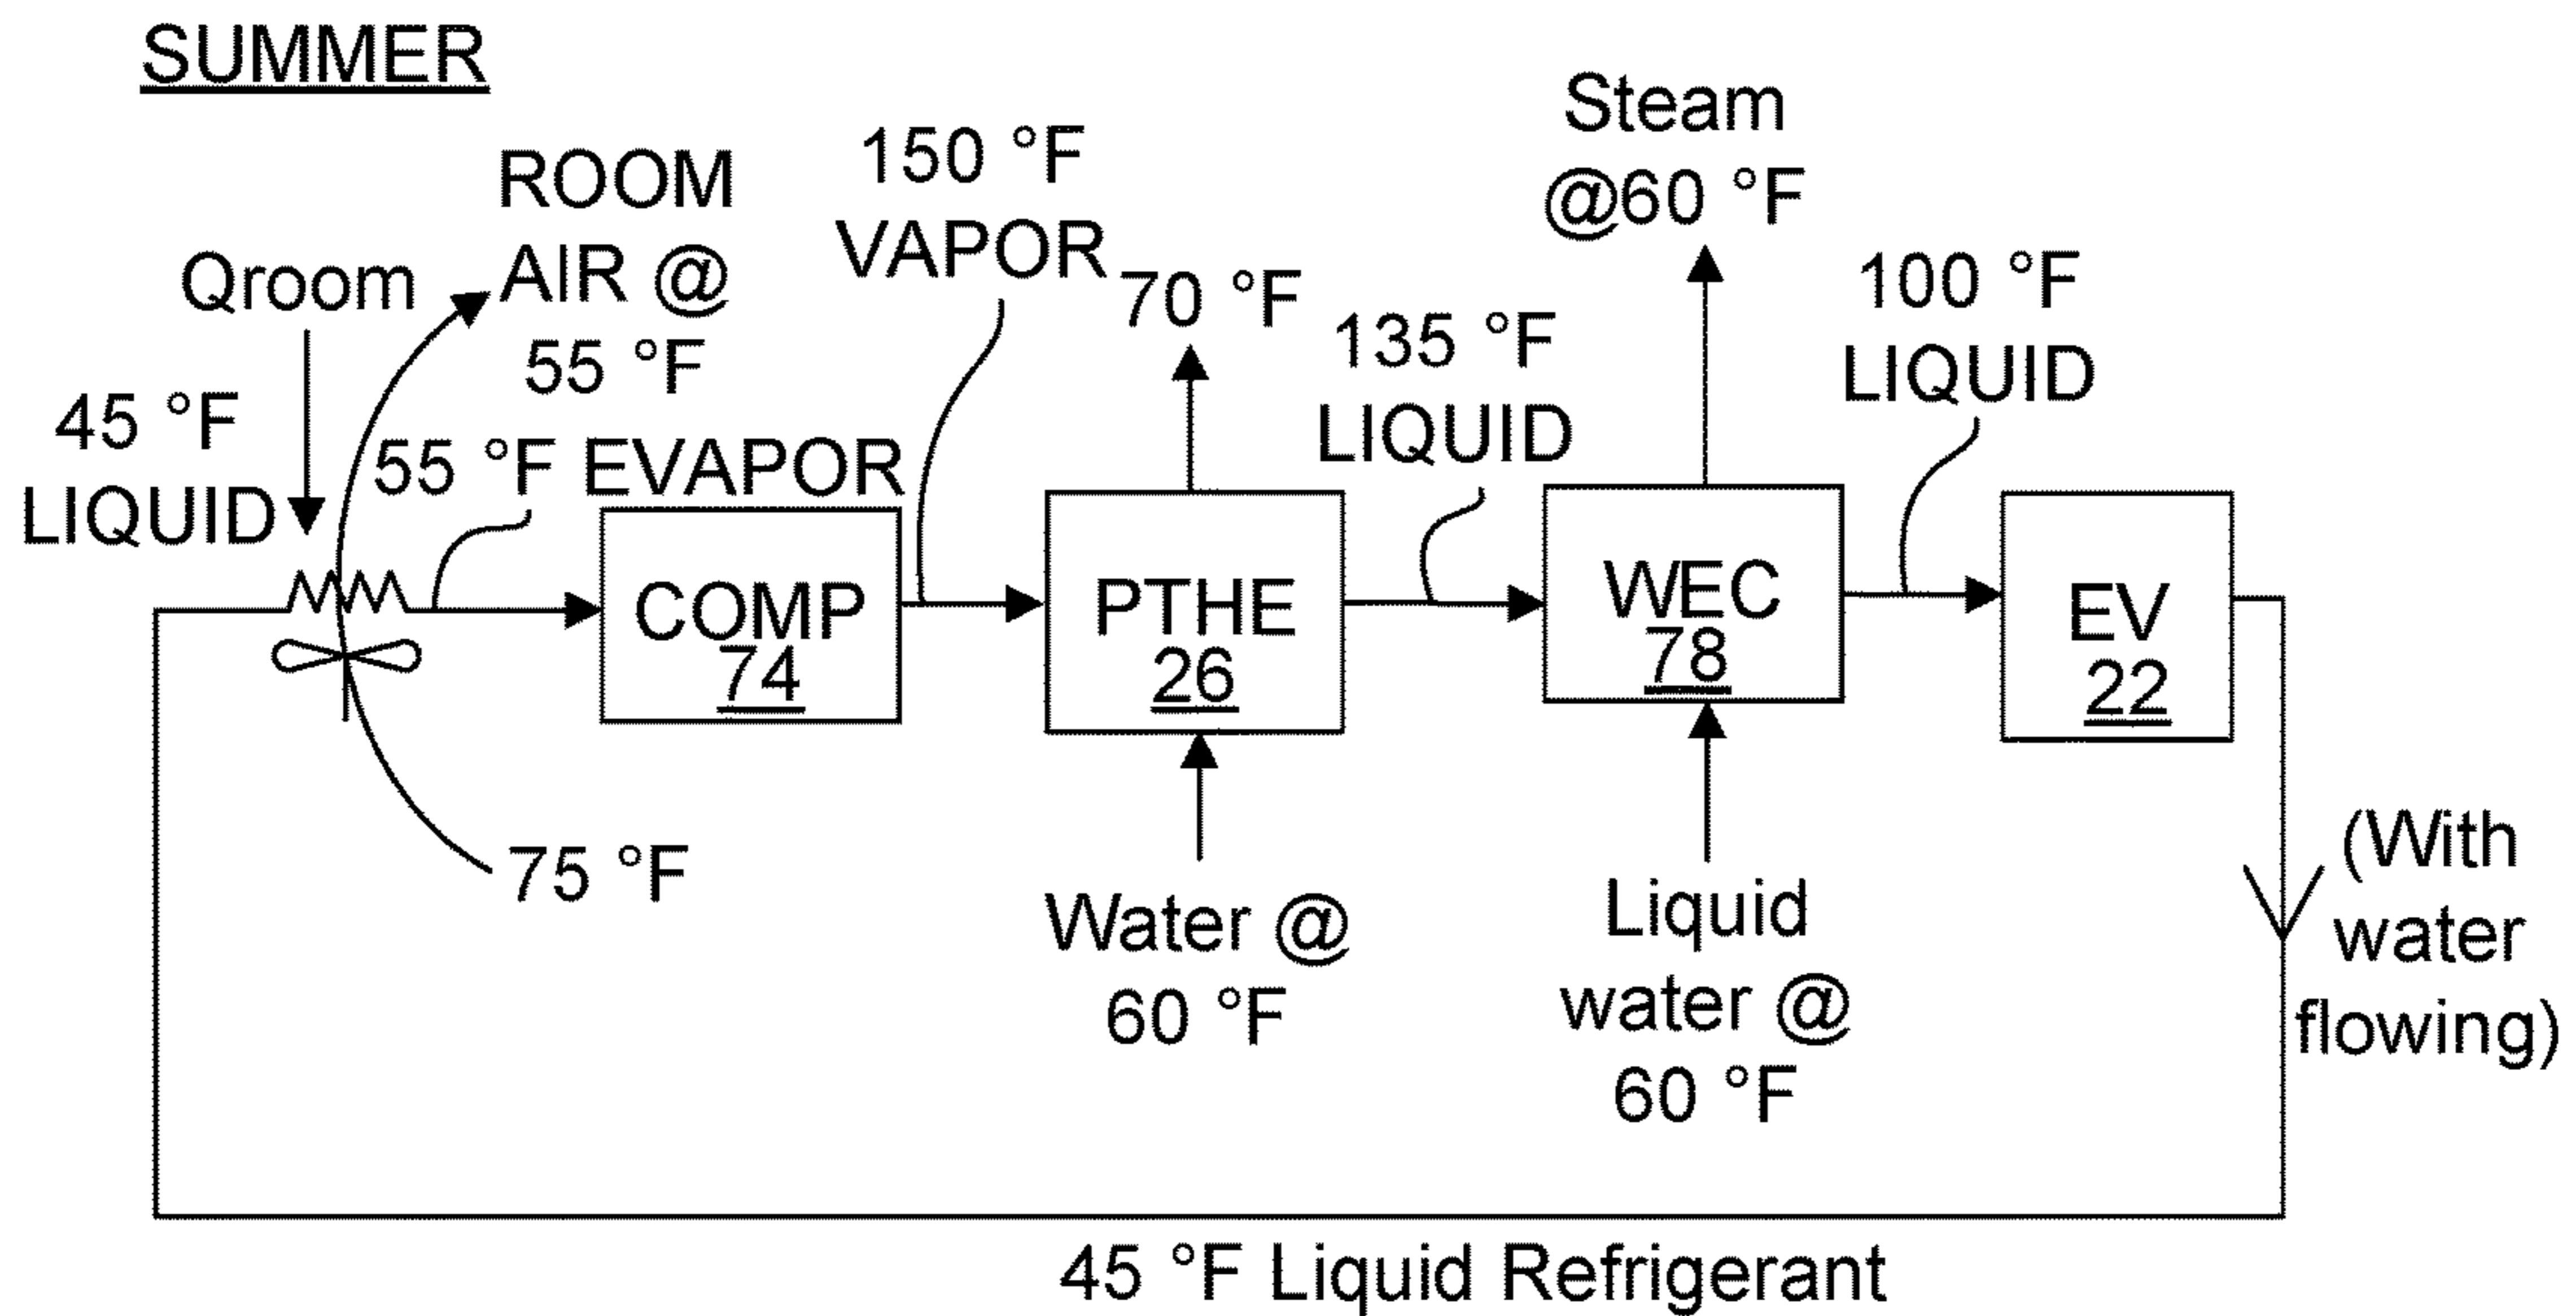 SUMMER
Qroom
ROOM
AIR @
55 °F
45 °F
LIQUID
55 °F EVAPOR
150 °F
VAPOR
70 °F
135 °F
LIQUID
Steam
@60 °F
100 °F
LIQUID
COMP
74
PTHE
26
WEC
78
EV
22
75 °F
Water @
60 °F
Liquid
water @
60 °F
(With
water
flowing)
45 °F Liquid Refrigerant